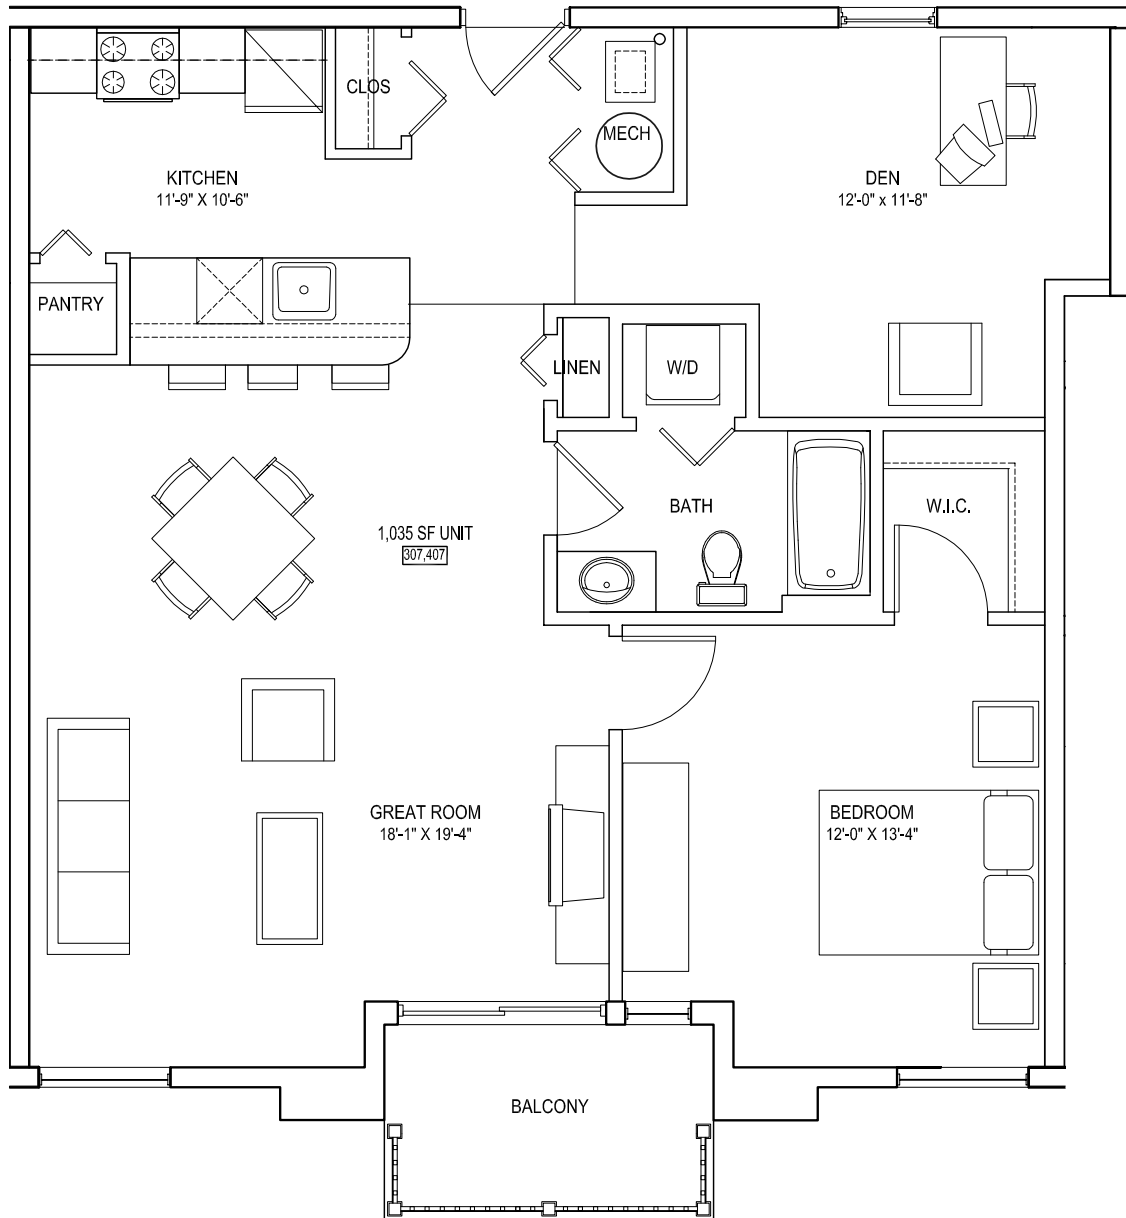 CLOS
MECH
KITCHEN
11'-9" X 10'-6"
DEN
12'-0" x 11'-8"
PANTRY
LINEN
W/D
BATH
W.I.C.
1,035 SF UNIT
307,407
GREAT ROOM
18'-1" X 19'-4"
BEDROOM
12'-0" X 13'-4"
BALCONY